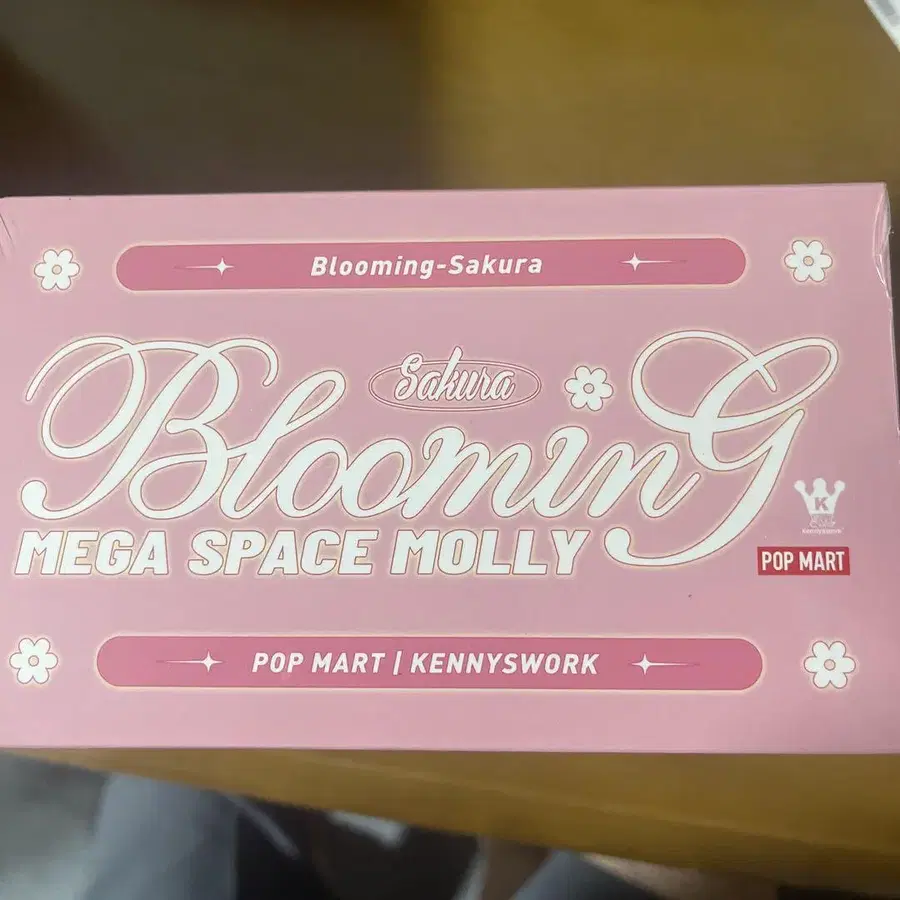 Blooming-Sakura
Sakura
BloominG
MEGA SPACE MOLLY
K
POP MART
POP MART | KENNYSWORK